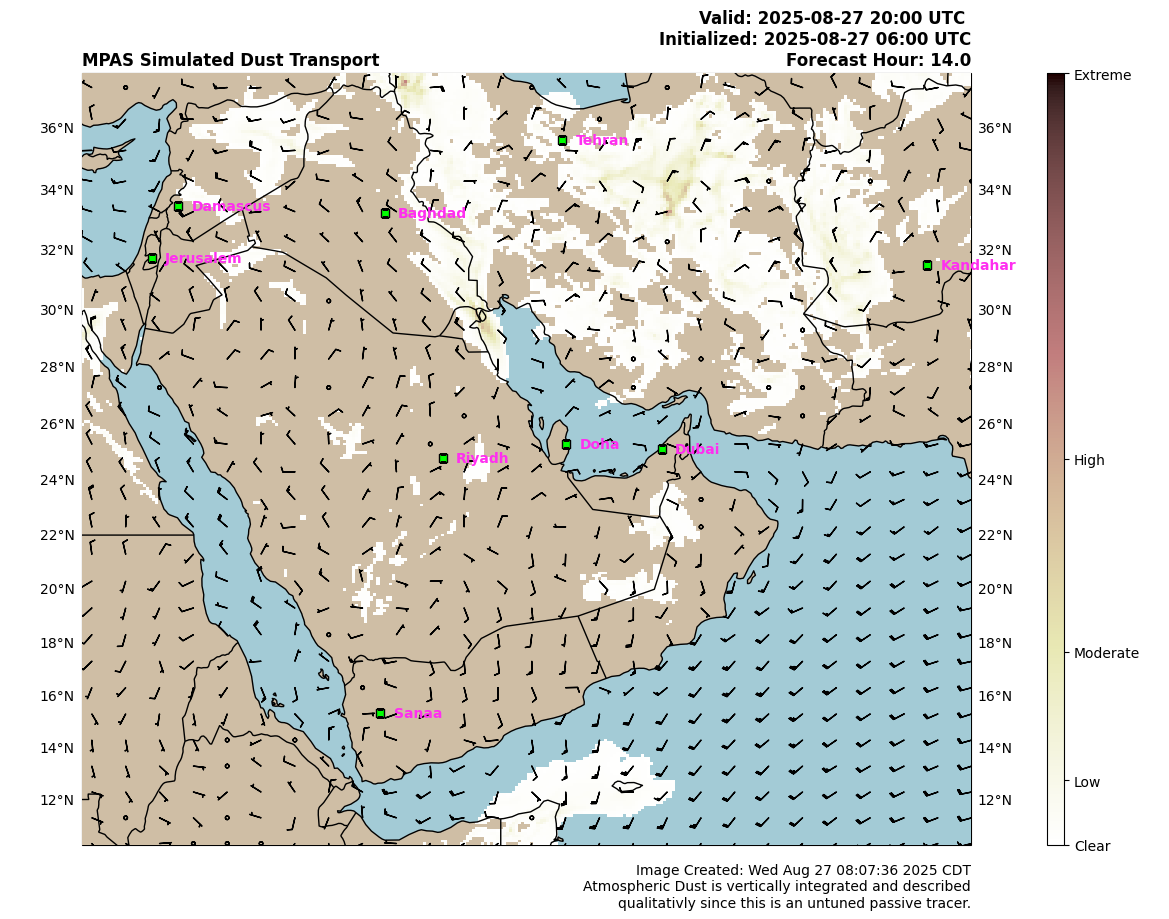 Valid: 2025-08-27 20:00 UTC
Initialized: 2025-08-27 06:00 UTC
MPAS Simulated Dust Transport Forecast Hour: 14.0
Extreme
36°N 36°N
Tehran
34°N 34°N
Damascus
Baghdad
32°N 32°N
Jerusalem
Kandahar
30°N 30°N
28°N 28°N
26°N 26°N
Doha
Dubai
Riyadh
High
24°N 24°N
22°N 22°N
20°N 20°N
18°N 18°N
Moderate
16°N 16°N
Sanaa
14°N 14°N
Low
12°N 12°N
Clear
Image Created: Wed Aug 27 08:07:36 2025 CDT
Atmospheric Dust is vertically integrated and described
qualitativly since this is an untuned passive tracer.